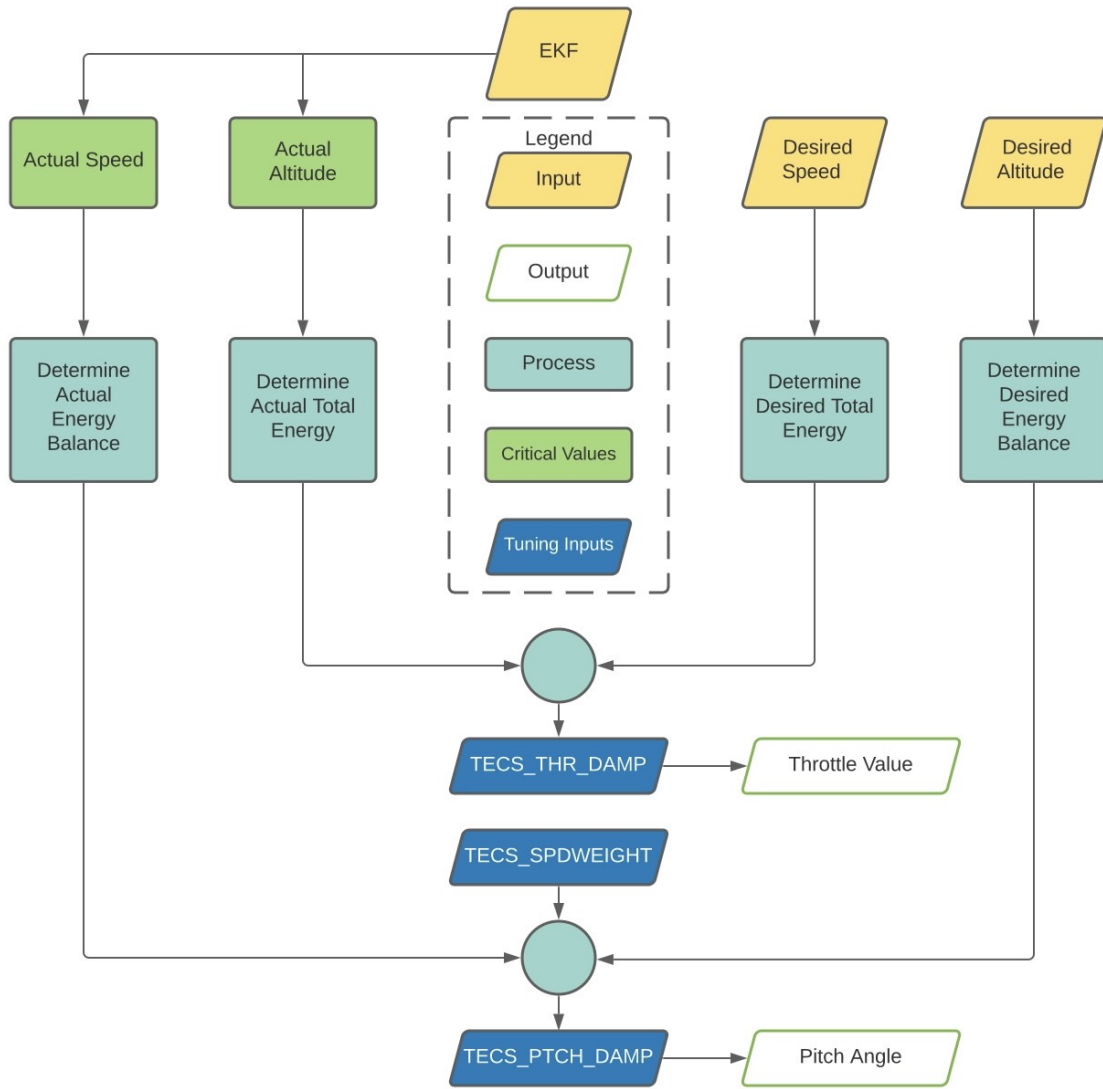 EKF
Actual Speed
Actual
Altitude
Legend
Input
Output
Process
Critical Values
Tuning Inputs
Desired
Speed
Desired
Altitude
Determine
Actual
Energy
Balance
Determine
Actual Total
Energy
Determine
Desired Total
Energy
Determine
Desired
Energy
Balance
TECS_THR_DAMP
Throttle Value
TECS_SPDWEIGHT
TECS_PTCH_DAMP
Pitch Angle